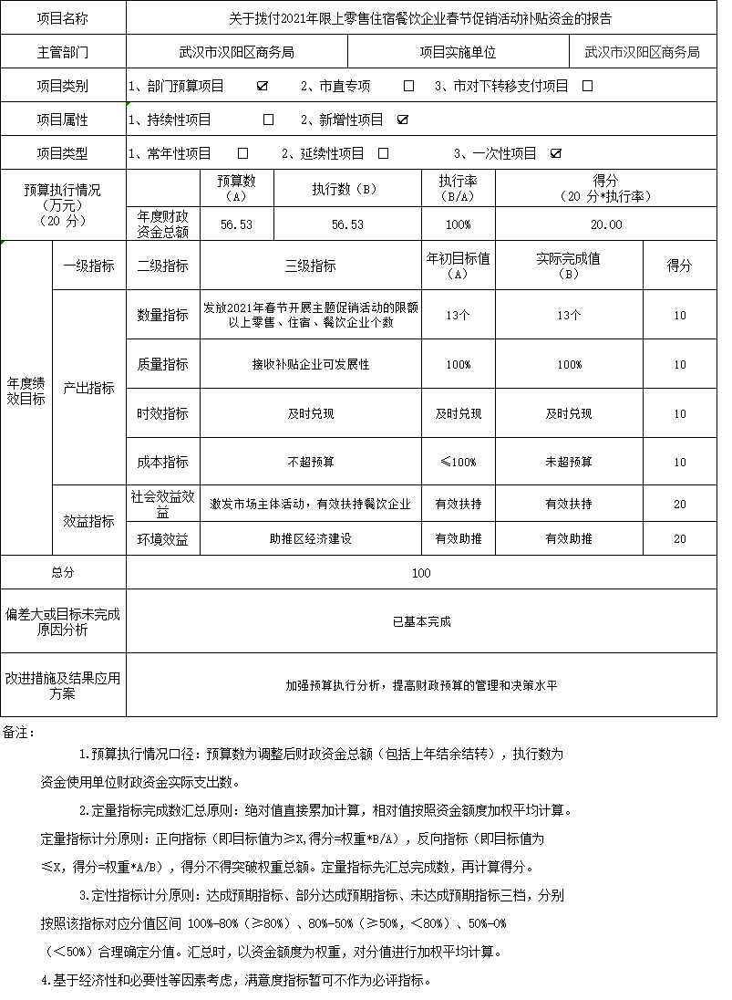 项目名称 关于拨付2021年限上零售住宿餐饮企业春节促销活动补贴资金的报告
主管部门 武汉市汉阳区商务局 项目实施单位 武汉市汉阳区商务局
项目类别 1、部门预算项目 ☑ 2、市直专项 □ 3、市对下转移支付项目 □
项目属性 1、持续性项目 □ 2、新增性项目 ☑
项目类型 1、常年性项目 □ 2、延续性项目 □ 3、一次性项目 ☑
预算执行情况
（万元）
（20 分）
预算数
（A）
执行数（B）
执行率
（B/A）
得分
（20 分*执行率）
年度财政
资金总额
56.53 56.53 100% 20.00
年度绩
效目标
一级指标 二级指标 三级指标
年初目标值
（A）
实际完成值
（B）
得分
产出指标
数量指标
发放2021年春节开展主题促销活动的限额
以上零售、住宿、餐饮企业个数
13个 13个 10
质量指标 接收补贴企业可发展性 100% 100% 10
时效指标 及时兑现 及时兑现 及时兑现 10
成本指标 不超预算 ≤100% 未超预算 10
效益指标
社会效益效
益
激发市场主体活动，有效扶持餐饮企业 有效扶持 有效扶持 20
环境效益 助推区经济建设 有效助推 有效助推 20
总分 100
偏差大或目标未完成
原因分析
已基本完成
改进措施及结果应用
方案
加强预算执行分析，提高财政预算的管理和决策水平
备注：
1.预算执行情况口径：预算数为调整后财政资金总额（包括上年结余结转），执行数为
资金使用单位财政资金实际支出数。
2.定量指标完成数汇总原则：绝对值直接累加计算，相对值按照资金额度加权平均计算。
定量指标计分原则：正向指标（即目标值为≥X,得分=权重*B/A），反向指标（即目标值为
≤X，得分=权重*A/B），得分不得突破权重总额。定量指标先汇总完成数，再计算得分。
3.定性指标计分原则：达成预期指标、部分达成预期指标、未达成预期指标三档，分别
按照该指标对应分值区间 100%-80%（≥80%）、80%-50%（≥50%，＜80%）、50%-0%
（＜50%）合理确定分值。汇总时，以资金额度为权重，对分值进行加权平均计算。
4.基于经济性和必要性等因素考虑，满意度指标暂可不作为必评指标。